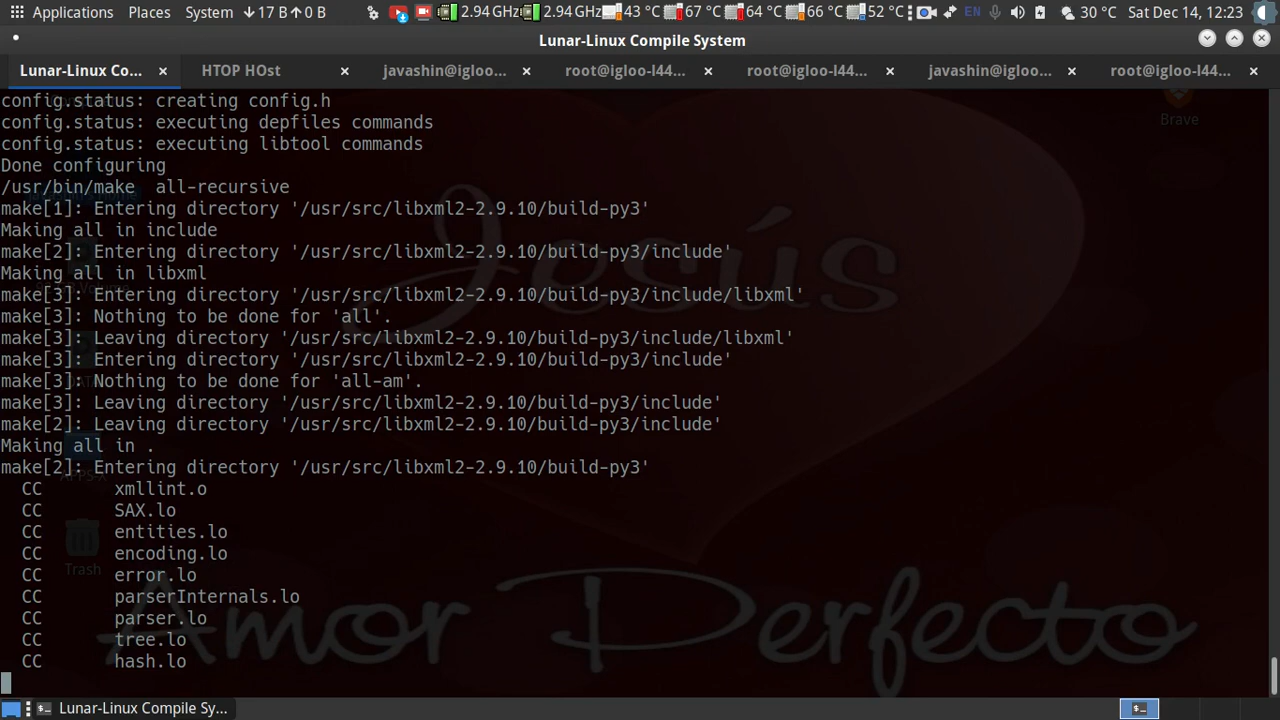 Applications Places System 17 B 0 B 2.94 GHz 2.94 GHz 43 °C 67 °C 64 °C 66 °C 52 °C EN 30 °C Sat Dec 14, 12:23
Lunar-Linux Compile System
Lunar-Linux Co... HTOP HOst javashin@igloo... root@igloo-l44... root@igloo-l44... javashin@igloo... root@igloo-l44...
config.status: creating config.h
config.status: executing depfiles commands
config.status: executing libtool commands
Done configuring
/usr/bin/make  all-recursive
make[1]: Entering directory '/usr/src/libxml2-2.9.10/build-py3'
Making all in include
make[2]: Entering directory '/usr/src/libxml2-2.9.10/build-py3/include'
Making all in libxml
make[3]: Entering directory '/usr/src/libxml2-2.9.10/build-py3/include/libxml'
make[3]: Nothing to be done for 'all'.
make[3]: Leaving directory '/usr/src/libxml2-2.9.10/build-py3/include/libxml'
make[3]: Entering directory '/usr/src/libxml2-2.9.10/build-py3/include'
make[3]: Nothing to be done for 'all-am'.
make[3]: Leaving directory '/usr/src/libxml2-2.9.10/build-py3/include'
make[2]: Leaving directory '/usr/src/libxml2-2.9.10/build-py3/include'
Making all in .
make[2]: Entering directory '/usr/src/libxml2-2.9.10/build-py3'
CC xmllint.o
CC SAX.lo
CC entities.lo
CC encoding.lo
CC error.lo
CC parserInternals.lo
CC parser.lo
CC tree.lo
CC hash.lo
Brave
Jesús
Trash
Amor Perfecto
Lunar-Linux Compile Sy...